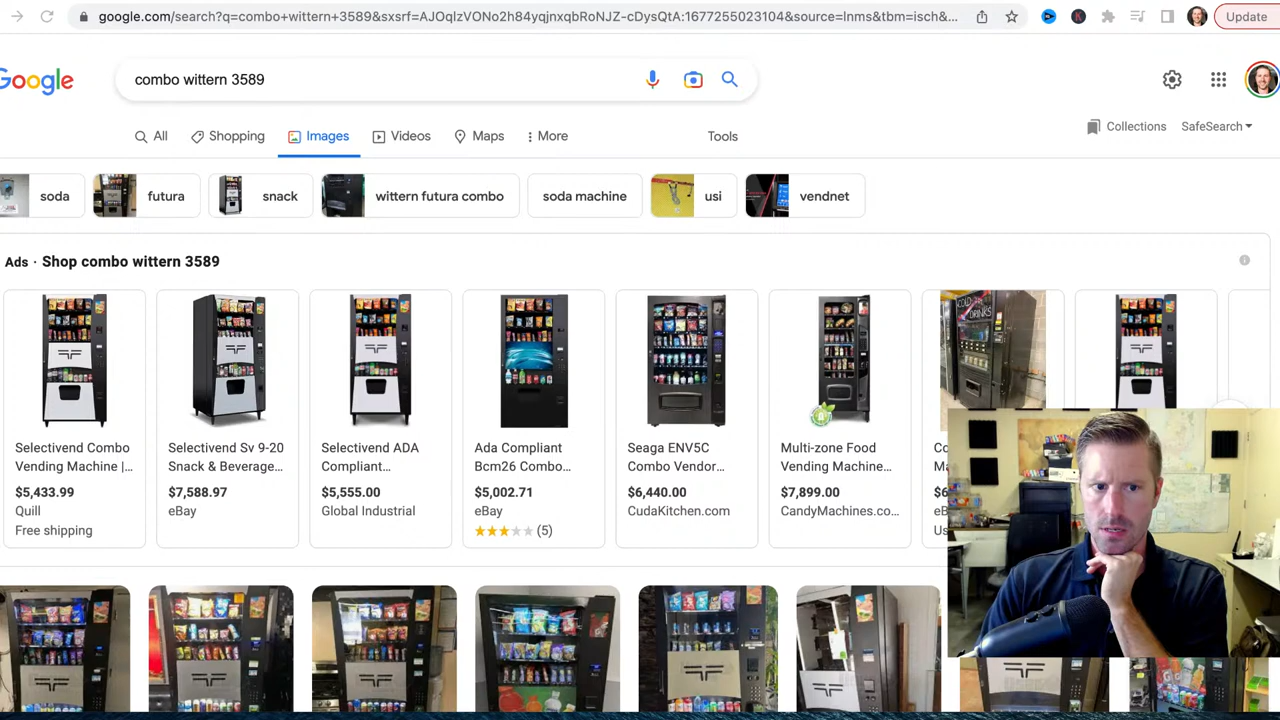 google.com/search?q=combo+wittern+3589&sxsrf=AJOqlzVONo2h84yqjnxqbRoNJZ-cDysQtA:1677255023104&source=lnms&tbm=isch&...
Update
Google
combo wittern 3589
All
Shopping
Images
Videos
Maps
More
Tools
Collections
SafeSearch
soda
futura
snack
wittern futura combo
soda machine
usi
vendnet
Ads · Shop combo wittern 3589
Selectivend Combo
Vending Machine |...
$5,433.99
Quill
Free shipping
Selectivend Sv 9-20
Snack & Beverage...
$7,588.97
eBay
Selectivend ADA
Compliant...
$5,555.00
Global Industrial
Ada Compliant
Bcm26 Combo...
$5,002.71
eBay
(5)
Seaga ENV5C
Combo Vendor...
$6,440.00
CudaKitchen.com
Multi-zone Food
Vending Machine...
$7,899.00
CandyMachines.co...
COLD
DRINKS